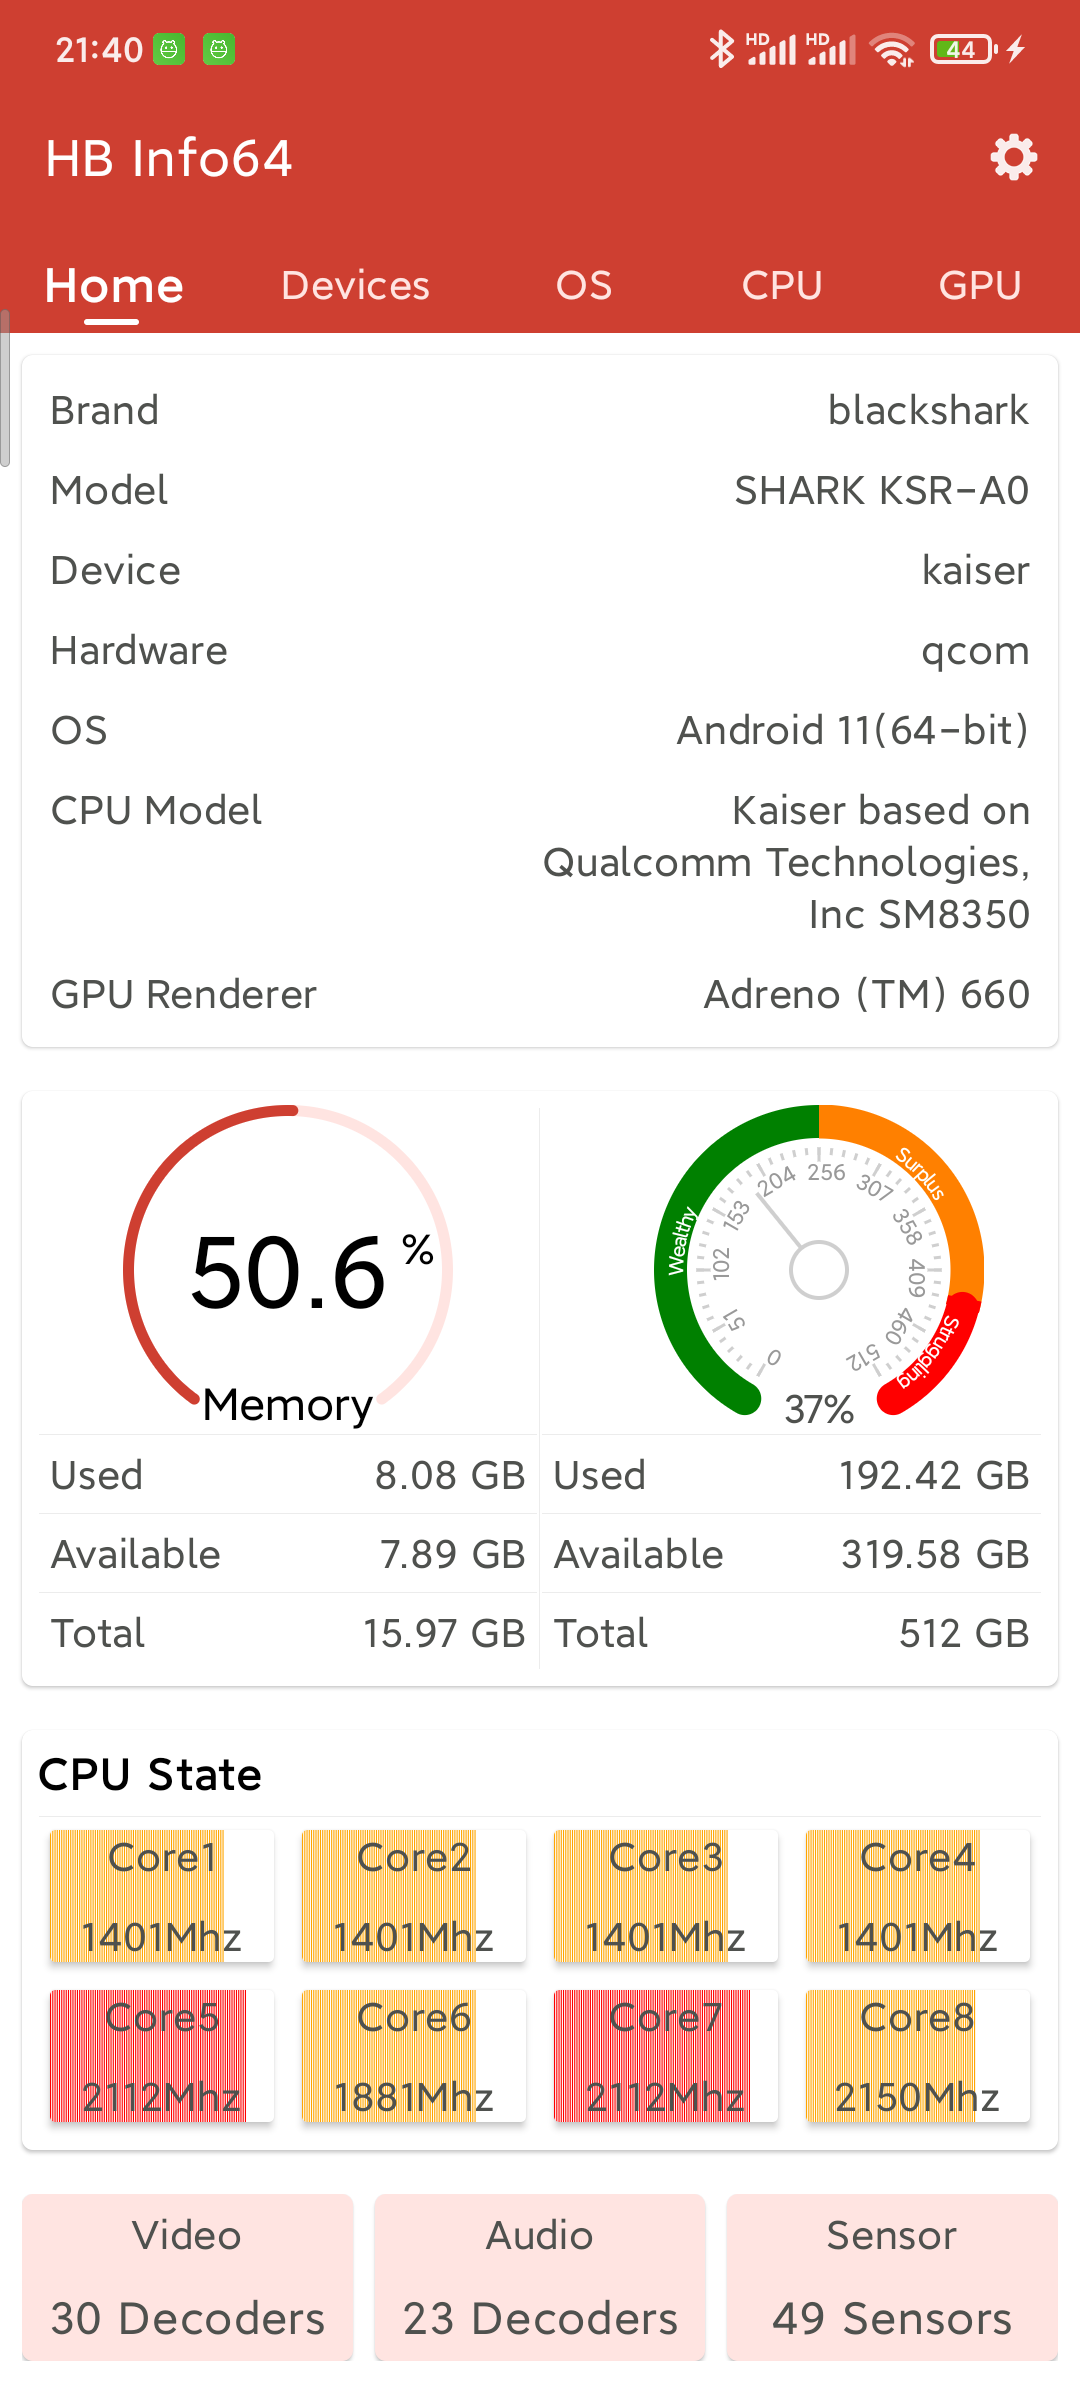 21:40
HD HD 44
HB Info64
Home Devices OS CPU GPU
Brand blackshark
Model SHARK KSR-A0
Device kaiser
Hardware qcom
OS Android 11(64-bit)
CPU Model Kaiser based on
Qualcomm Technologies,
Inc SM8350
GPU Renderer Adreno (TM) 660
50.6 %
Memory
0 51 102 153 204 256 307 358 409 460 512
Wealthy Surplus Struggling
37%
Used 8.08 GB Used 192.42 GB
Available 7.89 GB Available 319.58 GB
Total 15.97 GB Total 512 GB
CPU State
Core1 Core2 Core3 Core4
1401Mhz 1401Mhz 1401Mhz 1401Mhz
Core5 Core6 Core7 Core8
2112Mhz 1881Mhz 2112Mhz 2150Mhz
Video Audio Sensor
30 Decoders 23 Decoders 49 Sensors